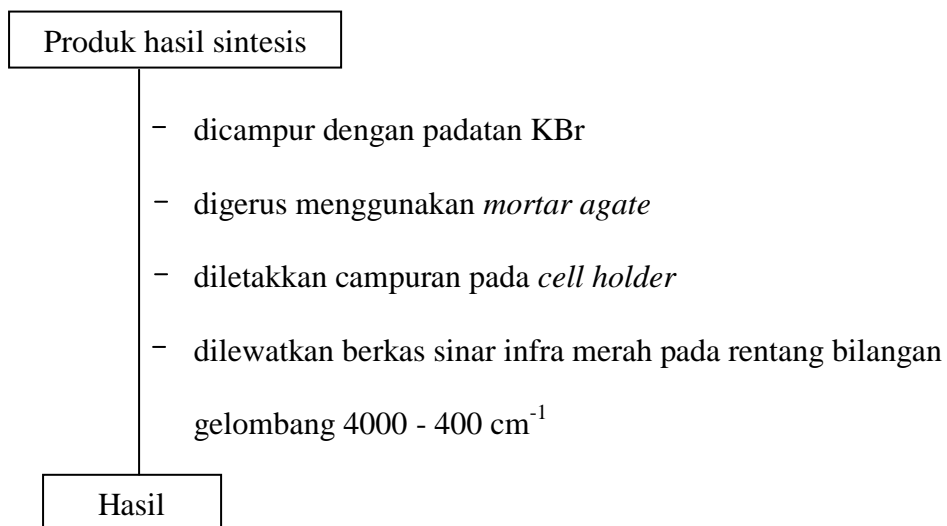 Produk hasil sintesis
- dicampur dengan padatan KBr
- digerus menggunakan mortar agate
- diletakkan campuran pada cell holder
- dilewatkan berkas sinar infra merah pada rentang bilangan
gelombang 4000 - 400 cm⁻¹
Hasil